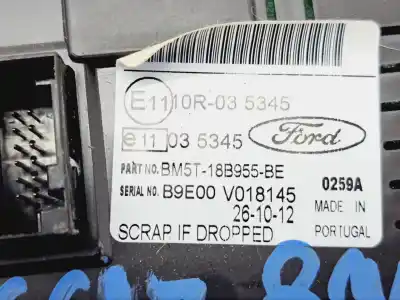 E11 10R-03 5345
e11 03 5345 Ford
PART NO. BM5T-18B955-BE
SERIAL NO. B9E00 V018145 0259A
26-10-12 MADE IN
SCRAP IF DROPPED PORTUGAL